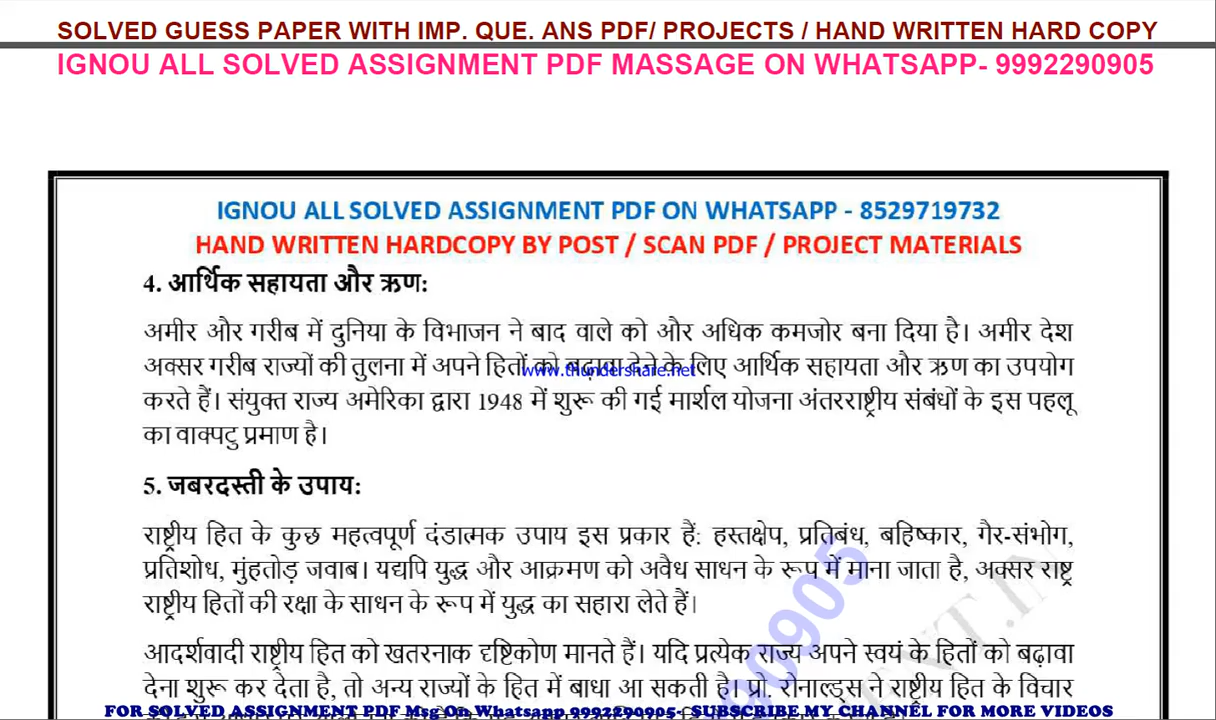 SOLVED GUESS PAPER WITH IMP. QUE. ANS PDF/ PROJECTS / HAND WRITTEN HARD COPY
IGNOU ALL SOLVED ASSIGNMENT PDF MASSAGE ON WHATSAPP- 9992290905
IGNOU ALL SOLVED ASSIGNMENT PDF ON WHATSAPP - 8529719732
HAND WRITTEN HARDCOPY BY POST / SCAN PDF / PROJECT MATERIALS
4. आर्थिक सहायता और ऋण:
अमीर और गरीब में दुनिया के विभाजन ने बाद वाले को और अधिक कमजोर बना दिया है। अमीर देश
अक्सर गरीब राज्यों की तुलना में अपने हितों को बढ़ावा देने के लिए आर्थिक सहायता और ऋण का उपयोग
www.thundershare.net
करते हैं। संयुक्त राज्य अमेरिका द्वारा 1948 में शुरू की गई मार्शल योजना अंतरराष्ट्रीय संबंधों के इस पहलू
का वाक्पटु प्रमाण है।
5. जबरदस्ती के उपाय:
राष्ट्रीय हित के कुछ महत्वपूर्ण दंडात्मक उपाय इस प्रकार हैं: हस्तक्षेप, प्रतिबंध, बहिष्कार, गैर-संभोग,
प्रतिशोध, मुंहतोड़ जवाब। यद्यपि युद्ध और आक्रमण को अवैध साधन के रूप में माना जाता है, अक्सर राष्ट्र
राष्ट्रीय हितों की रक्षा के साधन के रूप में युद्ध का सहारा लेते हैं।
आदर्शवादी राष्ट्रीय हित को खतरनाक दृष्टिकोण मानते हैं। यदि प्रत्येक राज्य अपने स्वयं के हितों को बढ़ावा
देना शुरू कर देता है, तो अन्य राज्यों के हित में बाधा आ सकती है। प्रो. रोनाल्ड्स ने राष्ट्रीय हित के विचार
90905
NT.IN
FOR SOLVED ASSIGNMENT PDF Msg On Whatsapp 9992290905- SUBSCRIBE MY CHANNEL FOR MORE VIDEOS